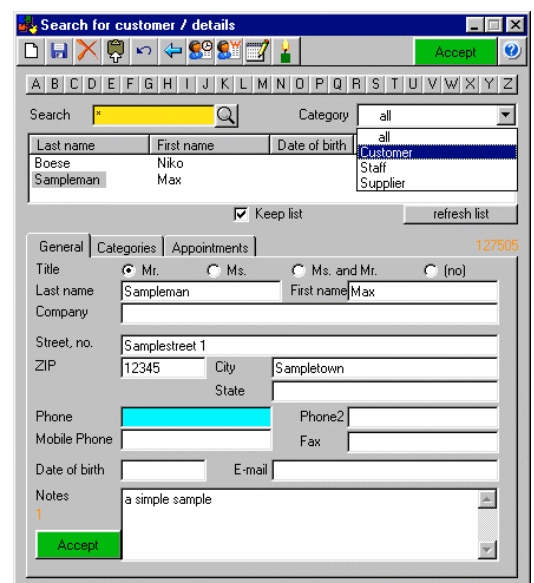 Search for customer / details
Accept
A B C D E F G H I J K L M N O P Q R S T U V W X Y Z
Search * Category all
Last name First name Date of birth
all
Customer
Staff
Supplier
Boese Niko
Sampleman Max
Keep list refresh list
General Categories Appointments 127505
Title Mr. Ms. Ms. and Mr. (no)
Last name Sampleman First name Max
Company
Street, no. Samplestreet 1
ZIP 12345 City Sampletown
State
Phone Phone2
Mobile Phone Fax
Date of birth E-mail
Notes a simple sample
1
Accept